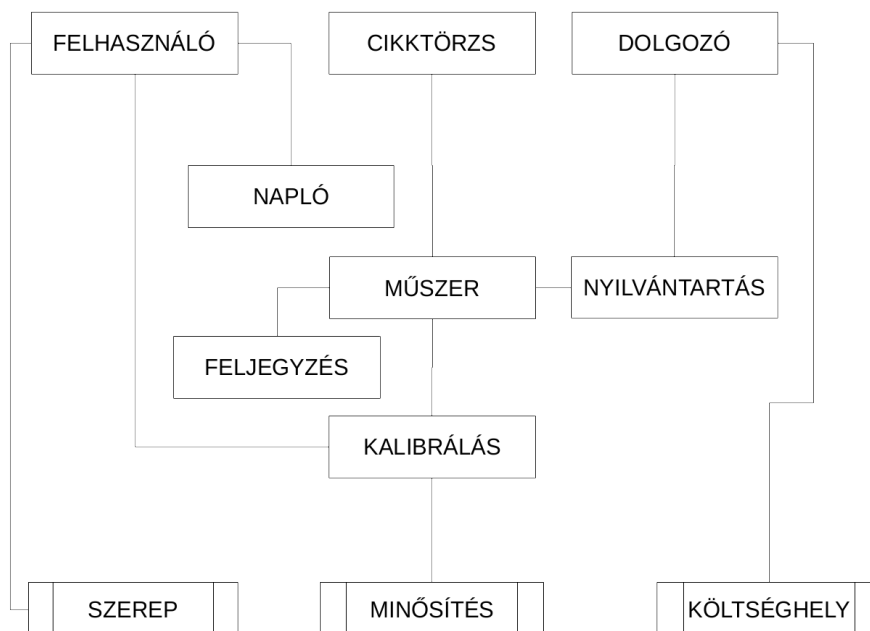 FELHASZNÁLÓ
CIKKTÖRZS
DOLGOZÓ
NAPLÓ
MŰSZER
NYILVÁNTARTÁS
FELJEGYZÉS
KALIBRÁLÁS
SZEREP
MINŐSÍTÉS
KÖLTSÉGHELY